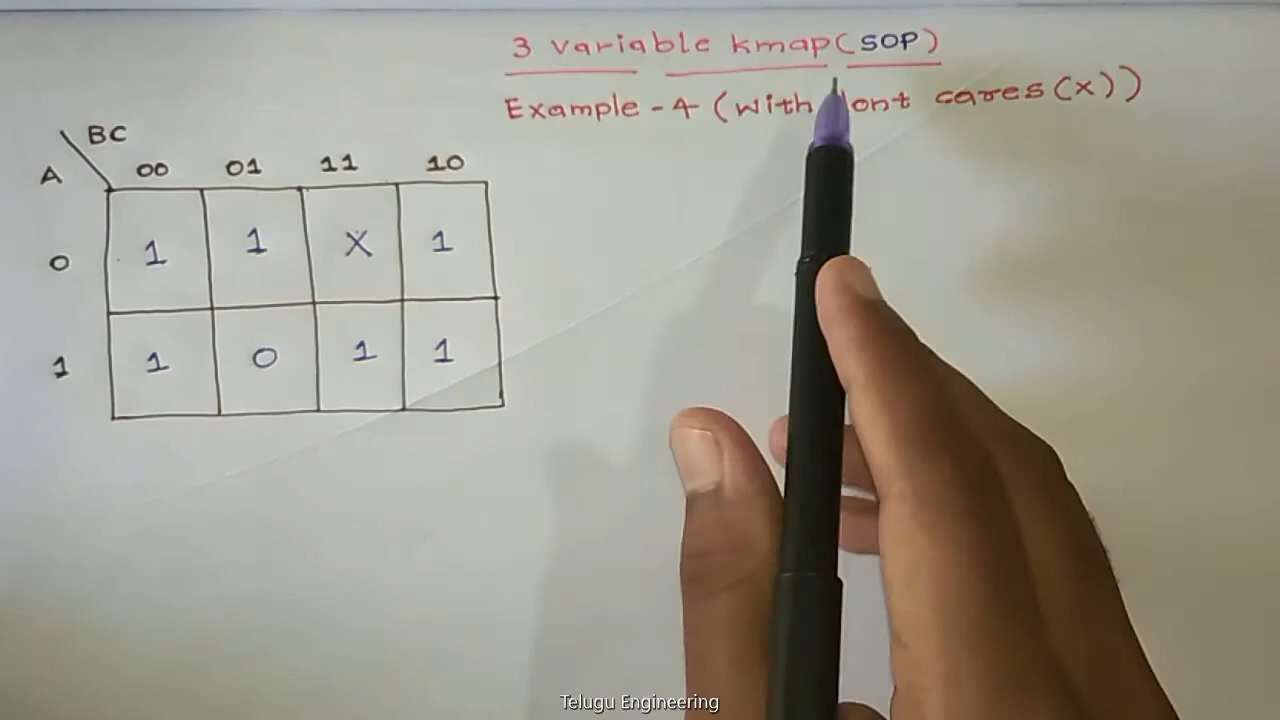 3 variable kmap(SOP)
Example - 4 (with dont cares(x))
BC
A 00 01 11 10
0 1 1 X 1
1 1 0 1 1
Telugu Engineering